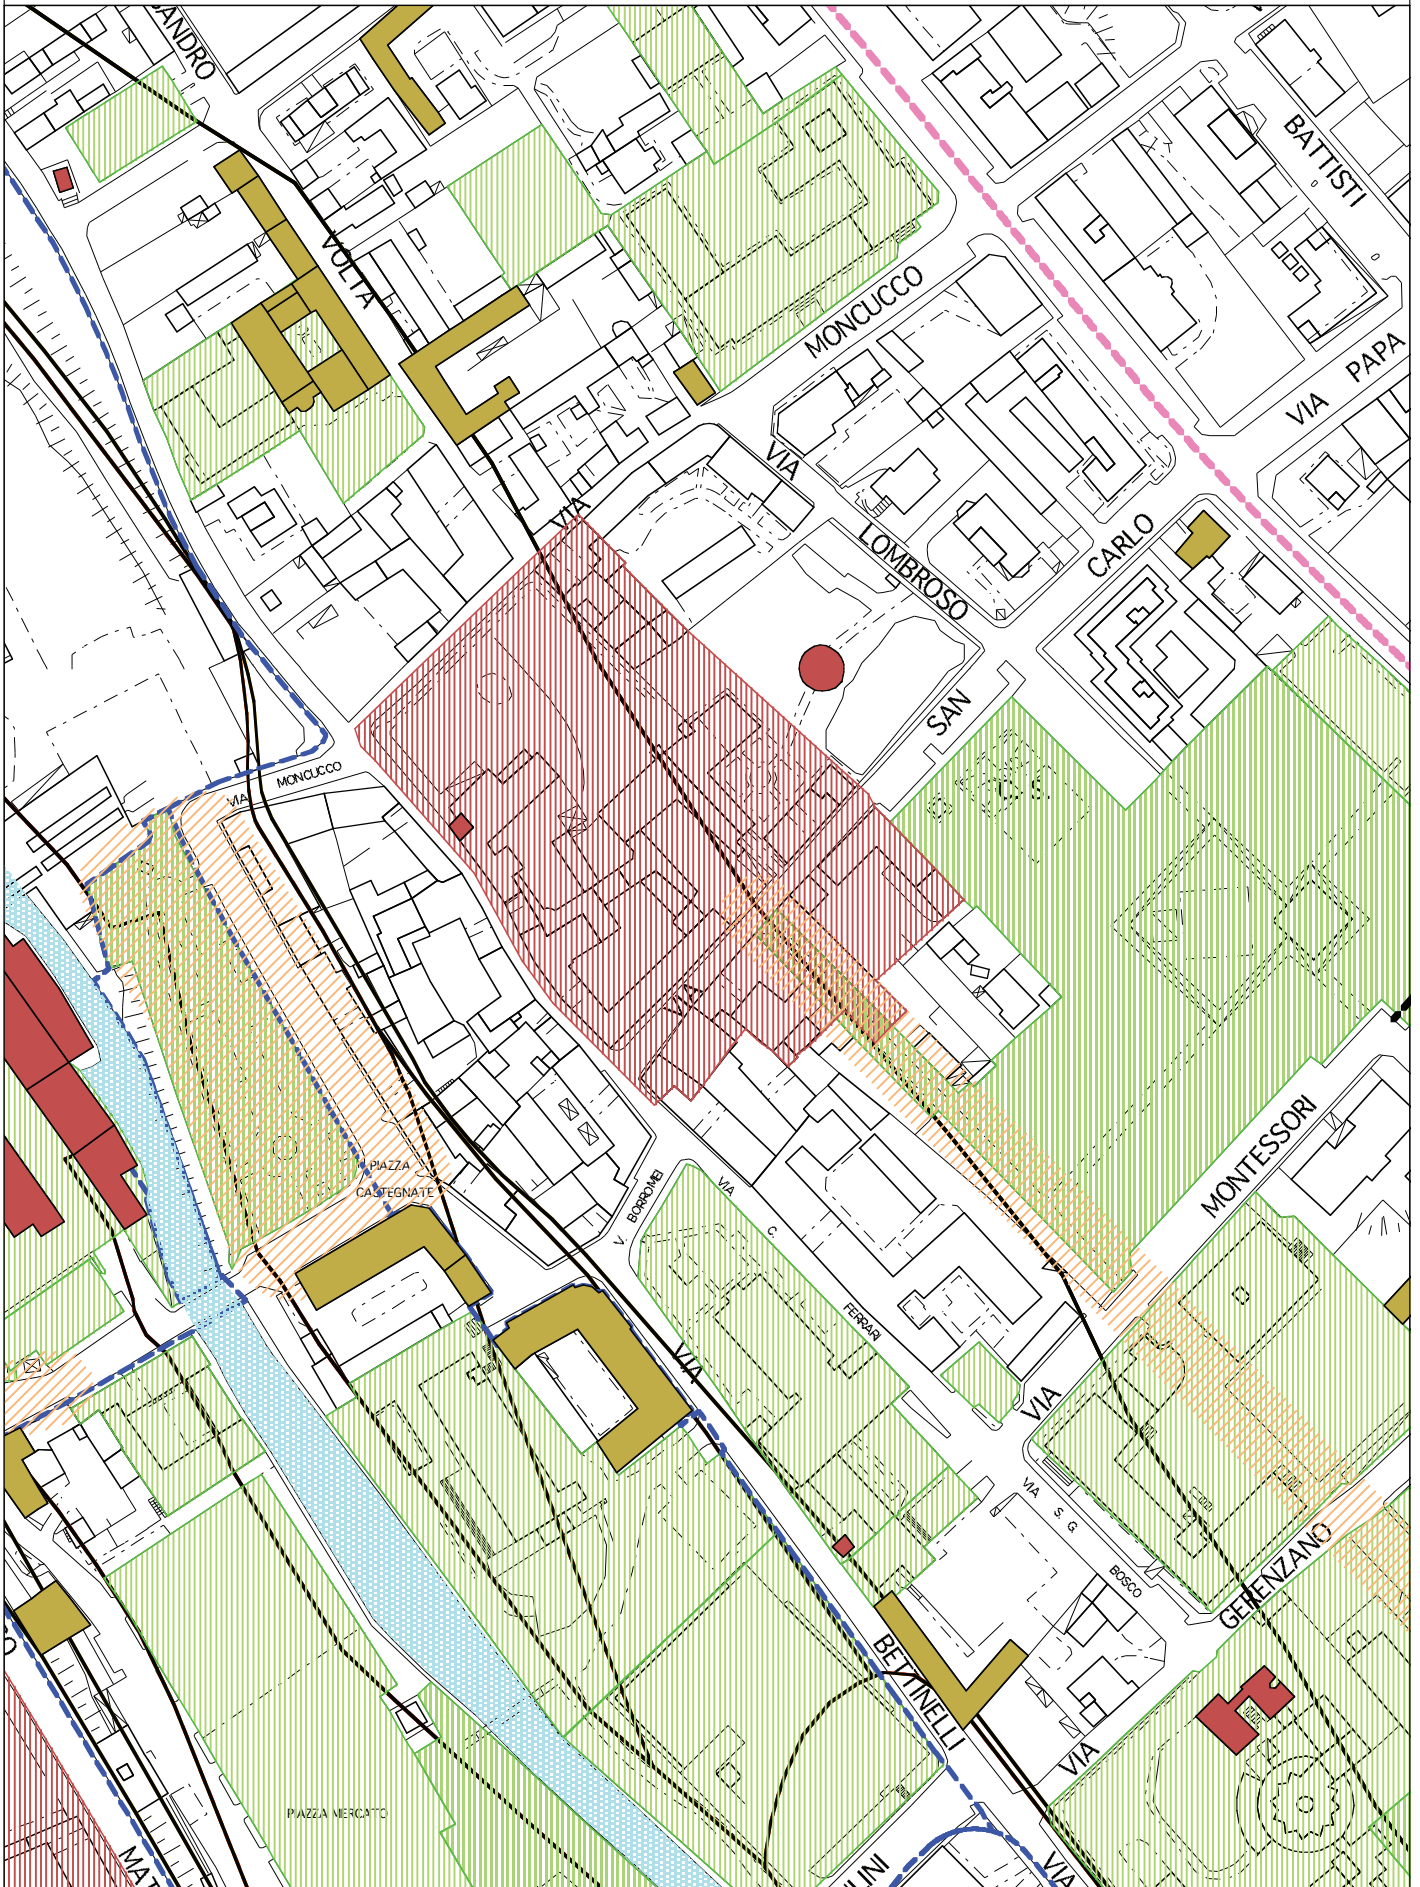 SANDRO
BATTISTI
VOLTA
MONCUCCO
PAPA
VIA
VIA
VIA
LOMBROSO
CARLO
SAN
MONCUCCO
VIA
VIA
PIAZZA
CASTEGNATE
MONTESSORI
V. BORROMEI
VIA
C.
FERRARI
VIA
VIA
VIA
S. G.
BOSCO
GERENZANO
BETTINELLI
VIA
PIAZZA MERCATO
VIA